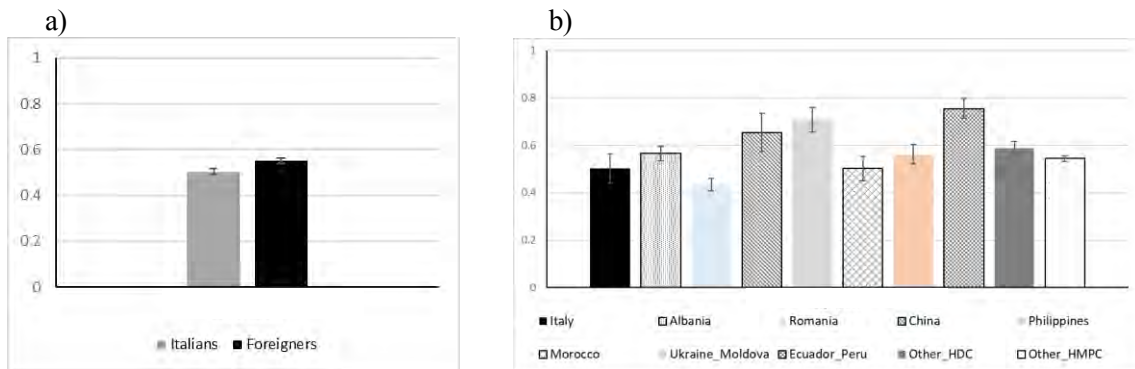 a)
1
0.8
0.6
0.4
0.2
0
Italians Foreigners
b)
1
0.8
0.6
0.4
0.2
0
Italy Albania Romania China Philippines
Morocco Ukraine_Moldova Ecuador_Peru Other_HDC Other_HMPC